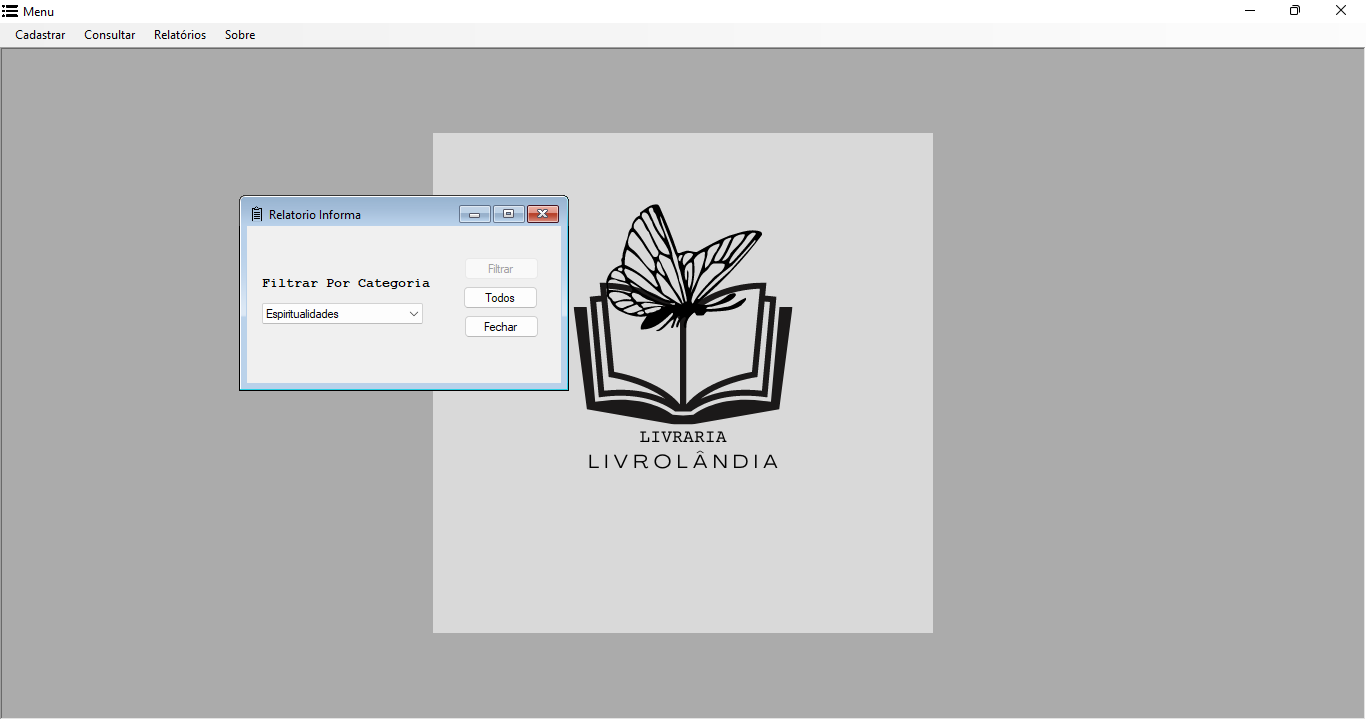 Menu
Cadastrar Consultar Relatórios Sobre
Relatorio Informa
Filtrar
Filtrar Por Categoria
Todos
Espiritualidades
Fechar
LIVRARIA
LIVROLÂNDIA